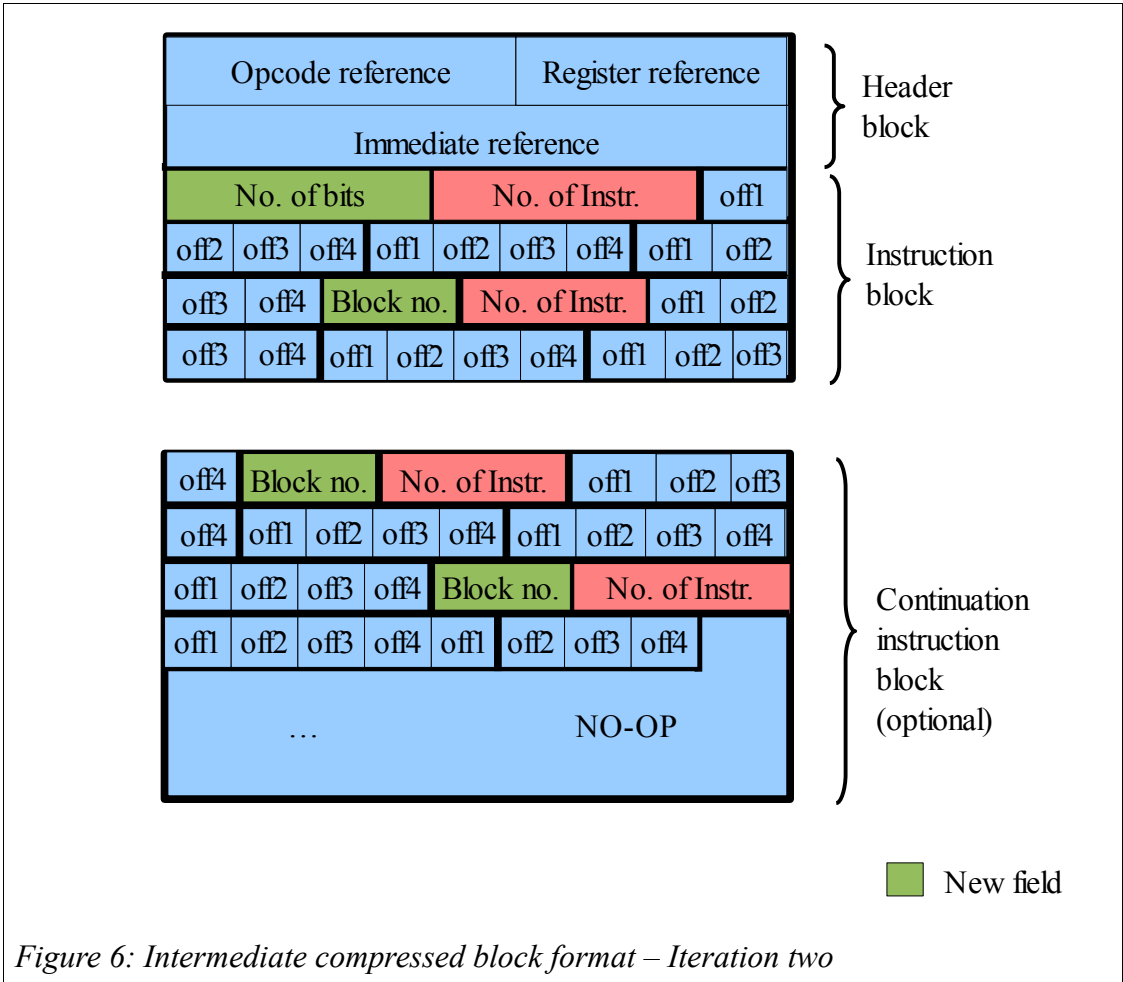 Opcode reference Register reference
Immediate reference
Header
block
No. of bits No. of Instr. off1
off2 off3 off4 off1 off2 off3 off4 off1 off2
off3 off4 Block no. No. of Instr. off1 off2
off3 off4 off1 off2 off3 off4 off1 off2 off3
Instruction
block
off4 Block no. No. of Instr. off1 off2 off3
off4 off1 off2 off3 off4 off1 off2 off3 off4
off1 off2 off3 off4 Block no. No. of Instr.
off1 off2 off3 off4 off1 off2 off3 off4
… NO-OP
Continuation
instruction
block
(optional)
New field
Figure 6: Intermediate compressed block format – Iteration two